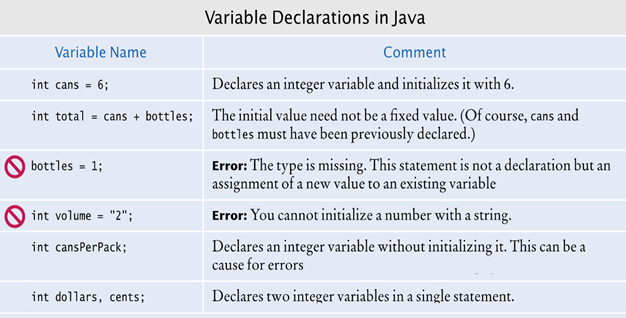 Variable Declarations in Java
Variable Name Comment
int cans = 6; Declares an integer variable and initializes it with 6.
int total = cans + bottles; The initial value need not be a fixed value. (Of course, cans and
bottles must have been previously declared.)
bottles = 1; Error: The type is missing. This statement is not a declaration but an
assignment of a new value to an existing variable
int volume = "2"; Error: You cannot initialize a number with a string.
int cansPerPack; Declares an integer variable without initializing it. This can be a
cause for errors
int dollars, cents; Declares two integer variables in a single statement.